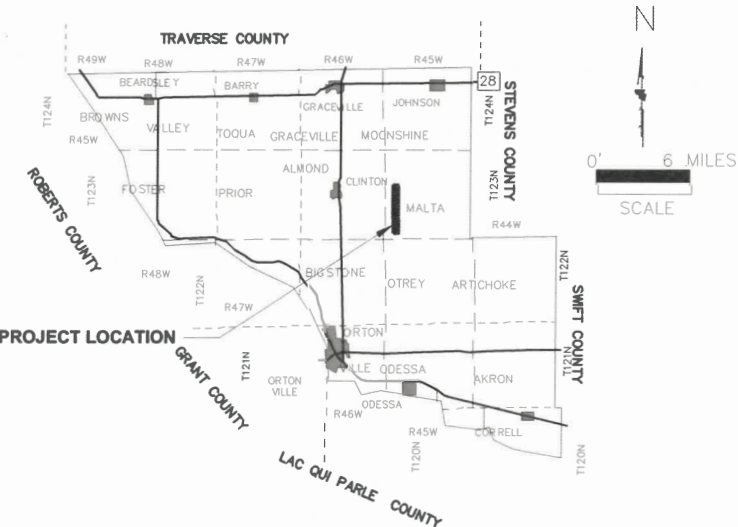 N
TRAVERSE COUNTY
R49W
R48W
R47W
R46W
R45W
28
BEARDSLEY
BARRY
GRACEVILLE
JOHNSON
T124N
BROWNS
VALLEY
TOQUA
GRACEVILLE
MOONSHINE
T124N
STEVENS COUNTY
R45W
0' 6 MILES
SCALE
ALMOND
CLINTON
T123N
FOSTER
PRIOR
MALTA
T123N
ROBERTS COUNTY
R44W
R48W
T122N
BIGSTONE
OTREY
ARTICHOKE
T122N
R47W
SWIFT COUNTY
PROJECT LOCATION
ORTON
VILLE
GRANT COUNTY
T121N
ODESSA
AKRON
T121N
ORTON
VILLE
ODESSA
R46W
R45W
CORRELL
T120N
T120N
LAC QUI PARLE COUNTY